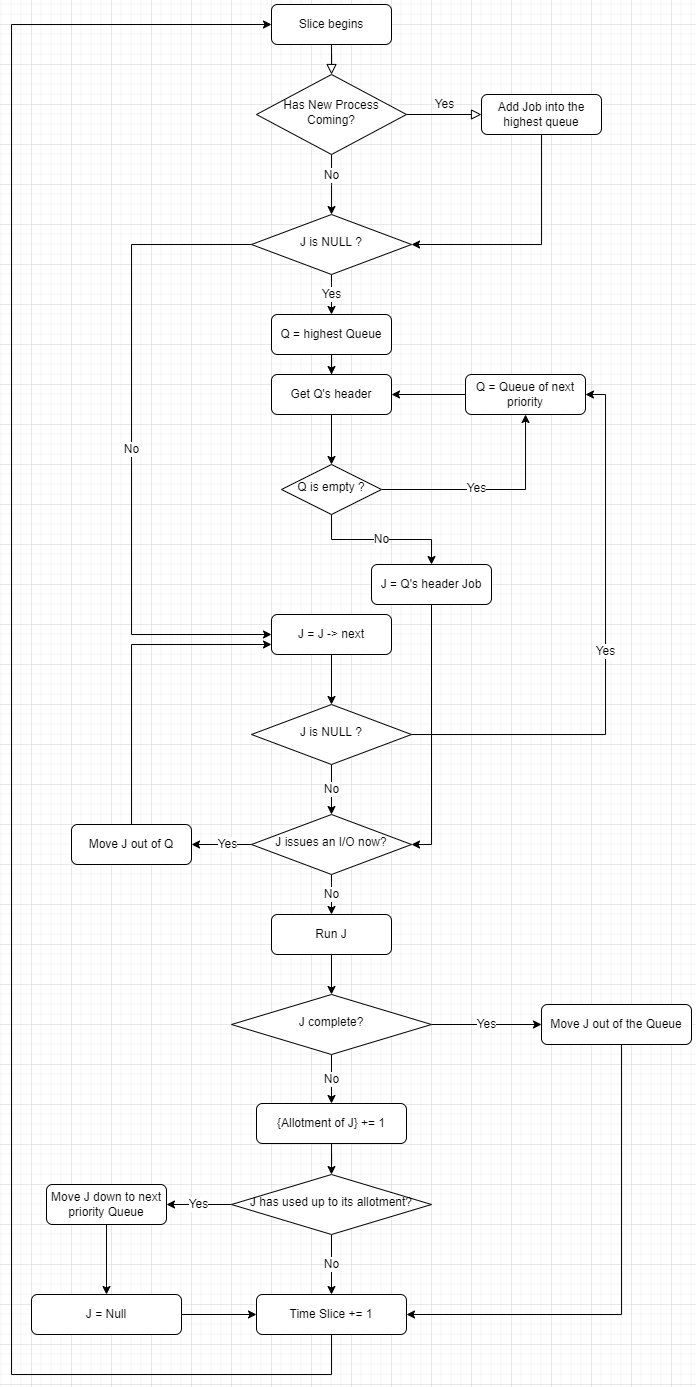 Slice begins
Has New Process
Coming?
Yes
Add Job into the
highest queue
No
J is NULL ?
Yes
Q = highest Queue
Get Q's header
Q = Queue of next
priority
No
Q is empty ?
Yes
No
J = Q's header Job
J = J -> next
Yes
J is NULL ?
No
Move J out of Q
Yes
J issues an I/O now?
No
Run J
J complete?
Yes
Move J out of the Queue
No
{Allotment of J} += 1
Move J down to next
priority Queue
Yes
J has used up to its allotment?
No
J = Null
Time Slice += 1